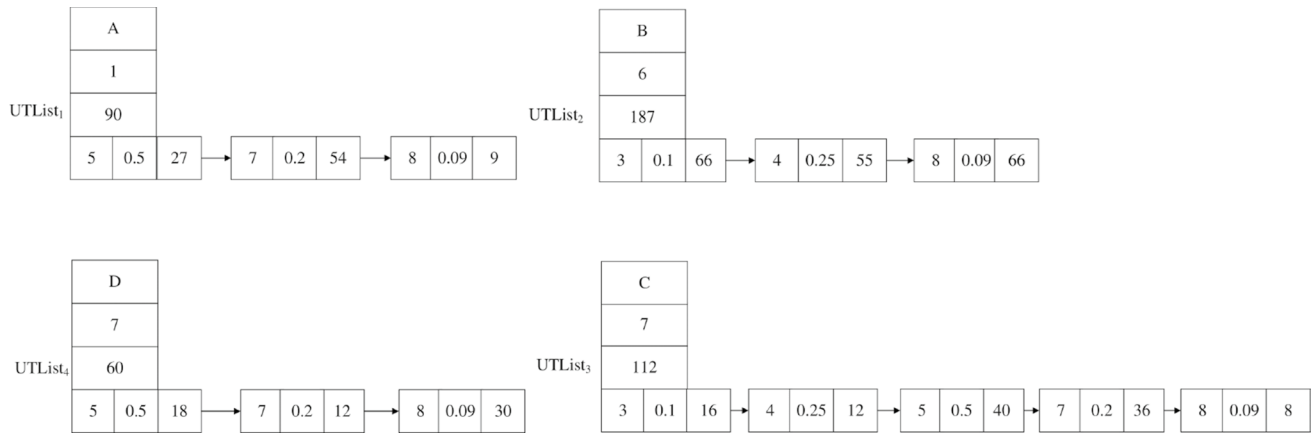 A
1
UTList1 90
5 0.5 27 7 0.2 54 8 0.09 9
B
6
UTList2 187
3 0.1 66 4 0.25 55 8 0.09 66
D
7
UTList4 60
5 0.5 18 7 0.2 12 8 0.09 30
C
7
UTList3 112
3 0.1 16 4 0.25 12 5 0.5 40 7 0.2 36 8 0.09 8